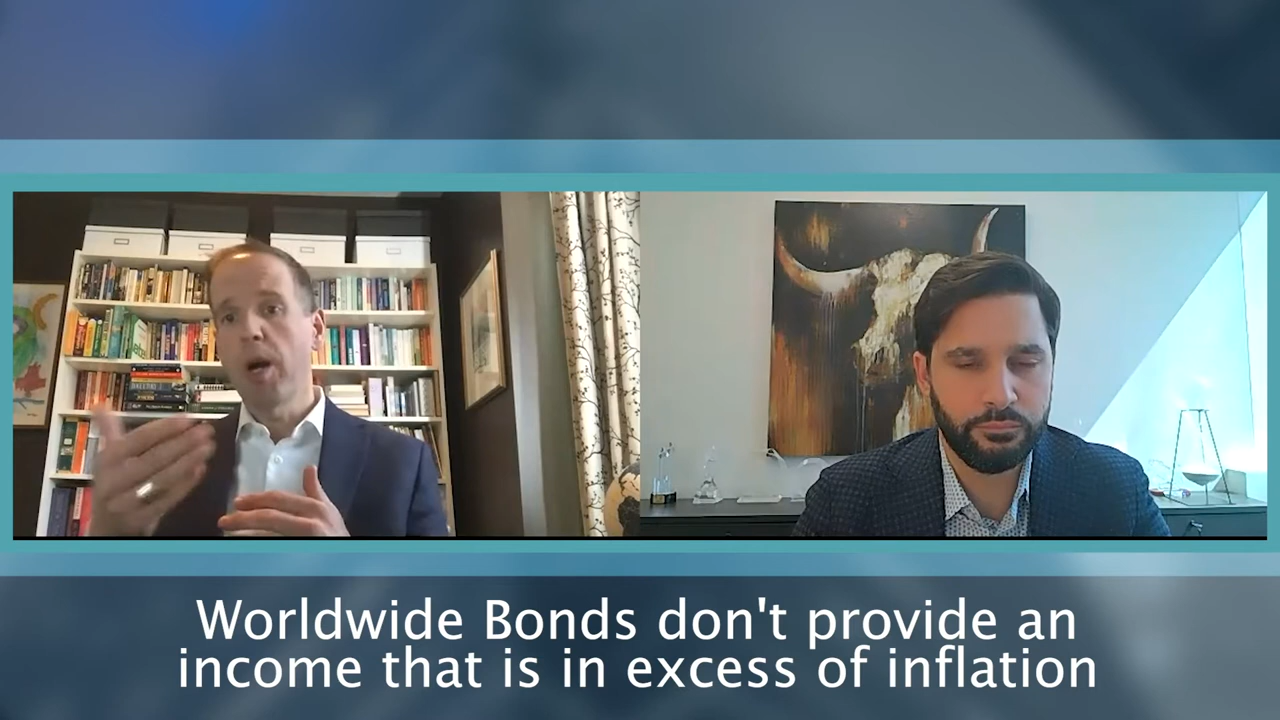 Worldwide Bonds don't provide an
income that is in excess of inflation